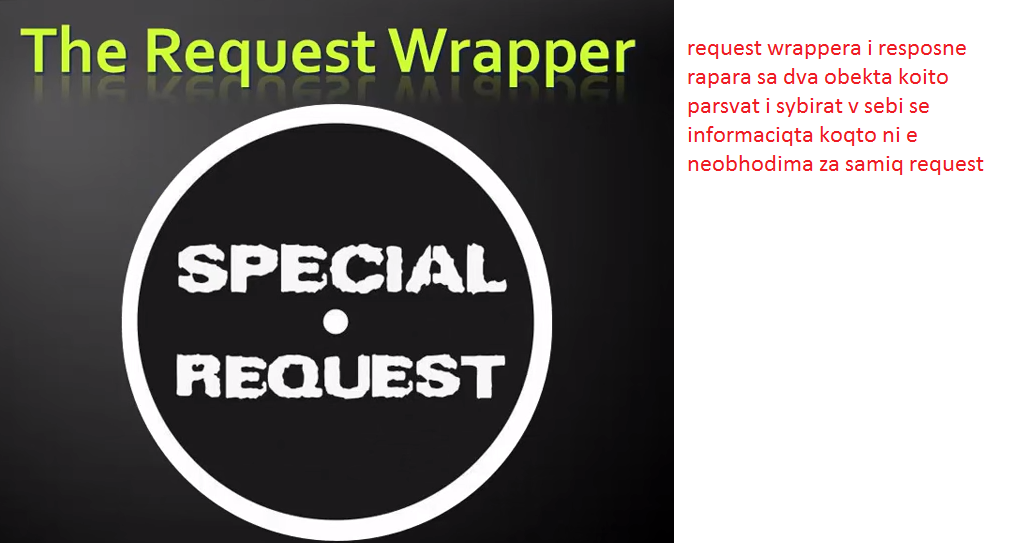 The Request Wrapper
SPECIAL
REQUEST
request wrappera i resposne
rapara sa dva obekta koito
parsvat i sybirat v sebi se
informaciqta koqto ni e
neobhodima za samiq request